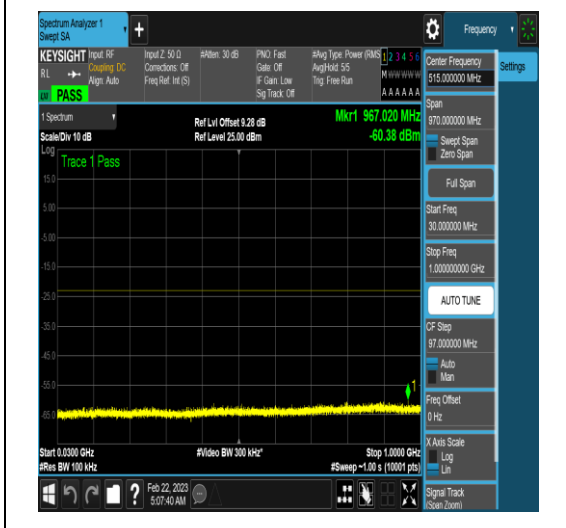 Spectrum Analyzer 1
Swept SA
+
Frequency
KEYSIGHT
RL
PASS
Input: RF
Coupling: DC
Align: Auto
Input Z: 50 Ω
Corrections: Off
Freq Ref: Int (S)
#Atten: 30 dB
PNO: Fast
Gate: Off
IF Gain: Low
Sig Track: Off
#Avg Type: Power (RMS
Avg|Hold: 5/5
Trig: Free Run
1 2 3 4 5 6
M W W W W W
A A A A A A
1 Spectrum
Scale/Div 10 dB
Ref Lvl Offset 9.28 dB
Ref Level 25.00 dBm
Mkr1 967.020 MHz
-60.38 dBm
Log
Trace 1 Pass
15.0
5.00
-5.00
-15.0
-25.0
-35.0
-45.0
-55.0
-65.0
1
Start 0.0300 GHz
#Res BW 100 kHz
#Video BW 300 kHz*
Stop 1.0000 GHz
#Sweep ~1.00 s (10001 pts)
?
Feb 22, 2023
5:07:40 AM
Center Frequency
515.000000 MHz
Span
970.000000 MHz
Swept Span
Zero Span
Full Span
Start Freq
30.000000 MHz
Stop Freq
1.000000000 GHz
AUTO TUNE
CF Step
97.000000 MHz
Auto
Man
Freq Offset
0 Hz
X Axis Scale
Log
Lin
Signal Track
(Span Zoom)
Settings